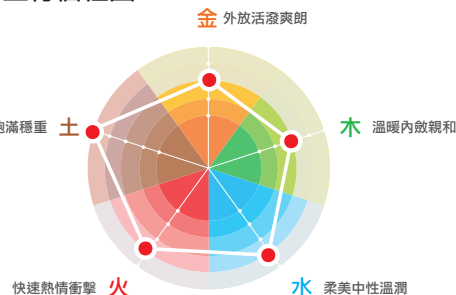 金 外放活潑爽朗
飽滿穩重 土
木 溫暖內斂親和
快速熱情衝擊 火
水 柔美中性溫潤